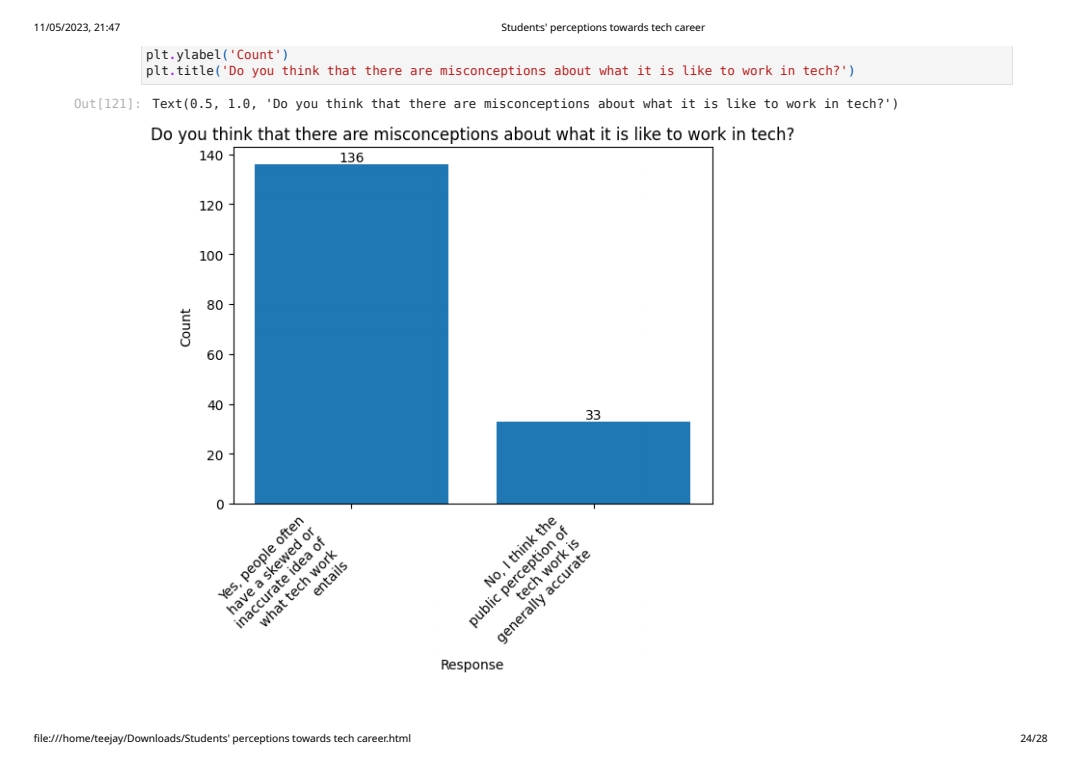 11/05/2023, 21:47
Students' perceptions towards tech career
plt.ylabel('Count')
plt.title('Do you think that there are misconceptions about what it is like to work in tech?')
Out[121]: Text(0.5, 1.0, 'Do you think that there are misconceptions about what it is like to work in tech?')
Do you think that there are misconceptions about what it is like to work in tech?
140
120
100
80
60
40
20
0
Count
136
33
Yes, people often
have a skewed or
inaccurate idea of
what tech work
entails
No, I think the
public perception of
tech work is
generally accurate
Response
file:///home/teejay/Downloads/Students' perceptions towards tech career.html
24/28